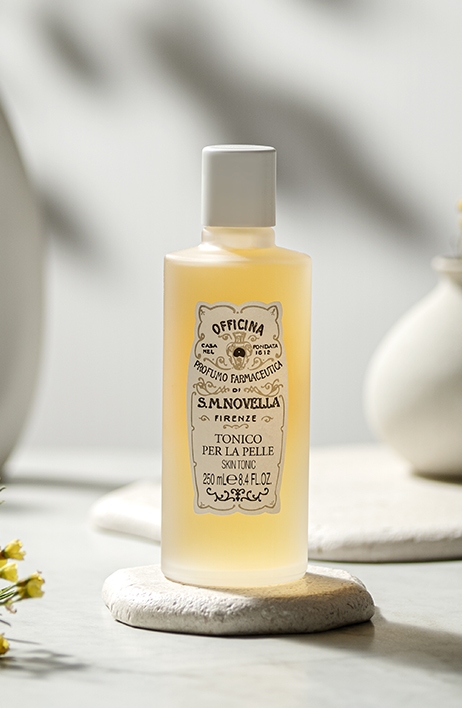 OFFICINA
CASA FONDATA
NEL 1612
PROFUMO FARMACEUTICA
DI
S.M.NOVELLA
FIRENZE
TONICO
PER LA PELLE
SKIN TONIC
250 mL℮8.4 FL.OZ.